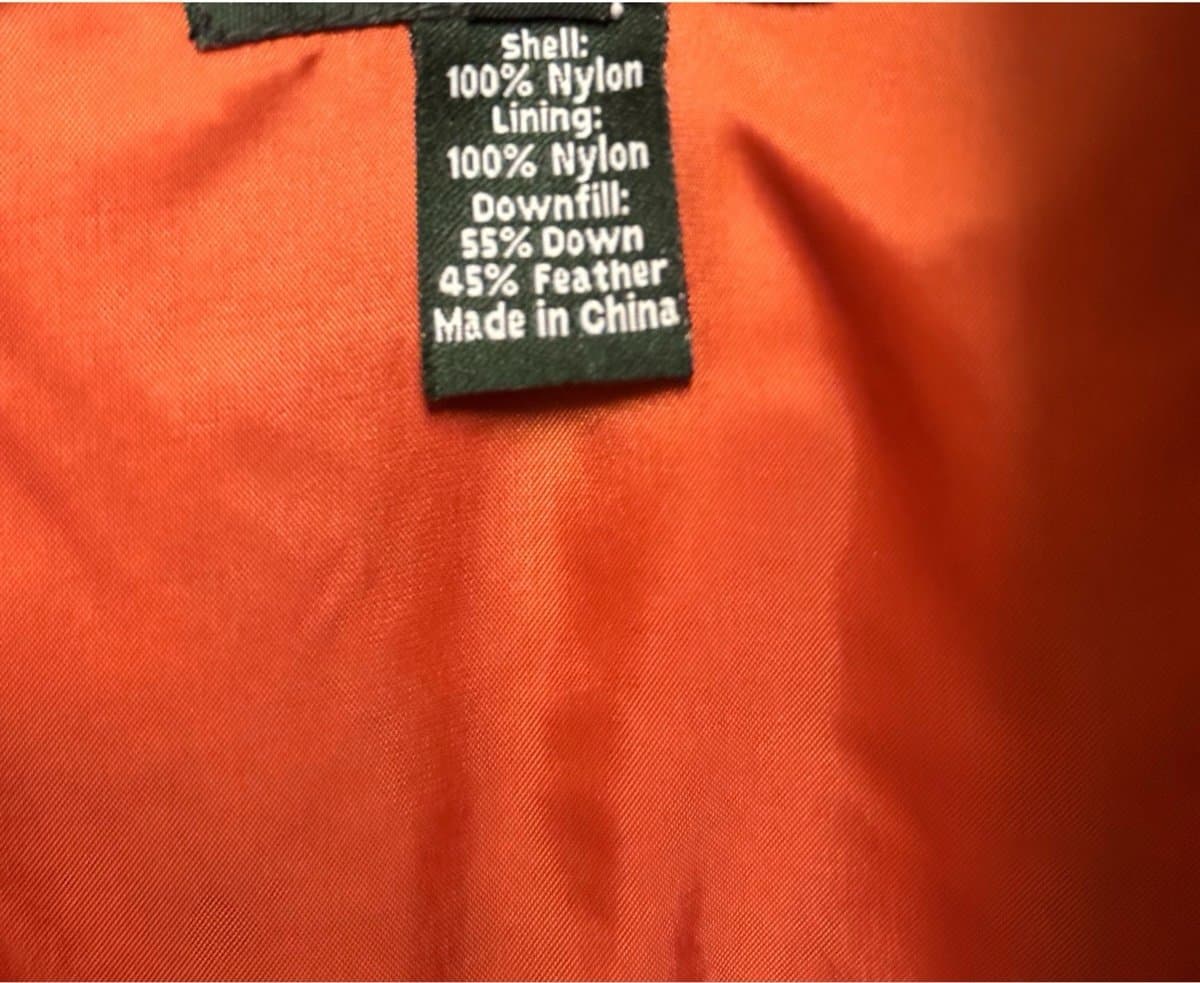 Shell:
100% Nylon
Lining:
100% Nylon
Downfill:
55% Down
45% Feather
Made in China